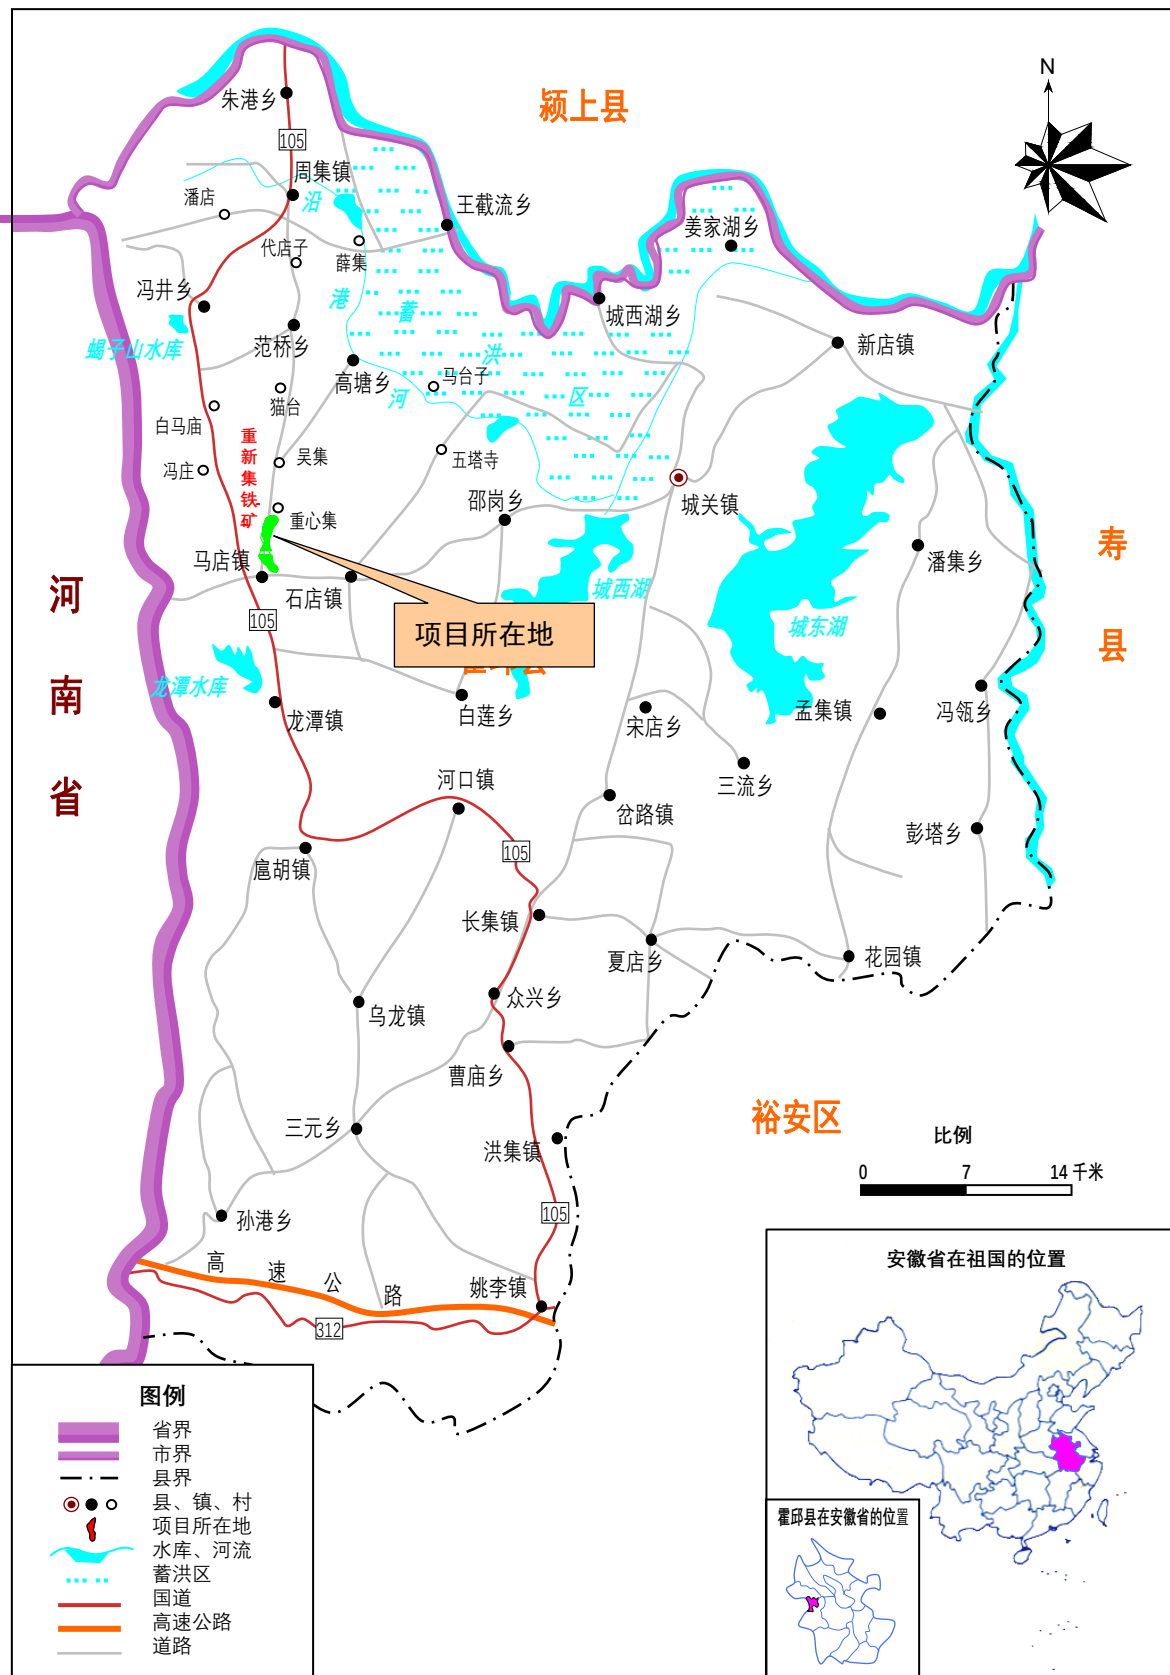 N
颍上县
朱港乡
105
周集镇
潘店
沿
王截流乡
姜家湖乡
代店子
薛集
冯井乡
港
蓄
城西湖乡
蝎子山水库
范桥乡
洪
新店镇
高塘乡
马台子
猫台
河
区
白马庙
重新集铁矿
吴集
五塔寺
冯庄
邵岗乡
城关镇
重心集
寿县
马店镇
潘集乡
石店镇
城西湖
河南省
105
项目所在地
城东湖
龙潭水库
白莲乡
龙潭镇
宋店乡
孟集镇
冯瓴乡
河口镇
三流乡
岔路镇
彭塔乡
105
扈胡镇
长集镇
夏店乡
花园镇
众兴乡
乌龙镇
曹庙乡
裕安区
三元乡
洪集镇
比例
0 7 14 千米
105
孙港乡
高速公路
姚李镇
312
安徽省在祖国的位置
霍邱县在安徽省的位置
图例
省界
市界
县界
县、镇、村
项目所在地
水库、河流
蓄洪区
国道
高速公路
道路